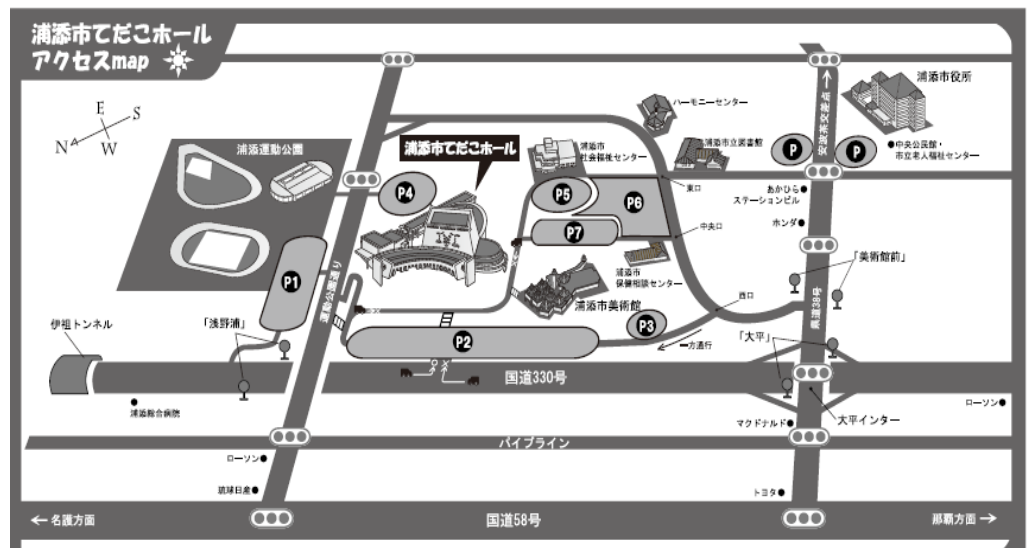 浦添市てだこホール
アクセスmap
E
S
N
W
浦添運動公園
浦添市てだこホール
浦添市
社会福祉センター
ハーモニーセンター
浦添市立図書館
安波茶交差点
浦添市役所
P
P
中央公民館・
市立老人福祉センター
P4
P5
P6
P7
東口
中央口
あかひら
ステーションビル
ホンダ
「美術館前」
P1
運動公園通り
浦添市
保健相談センター
浦添市美術館
西口
県道38号
伊祖トンネル
「浅野浦」
P2
P3
一方通行
「大平」
国道330号
浦添総合病院
マクドナルド
大平インター
ローソン
パイプライン
ローソン
琉球日産
トヨタ
←名護方面
国道58号
那覇方面→